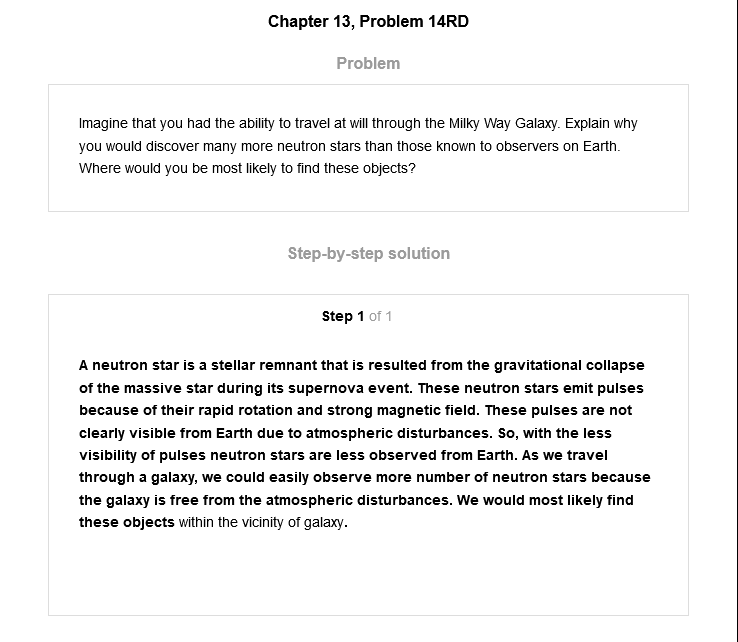 Chapter 13, Problem 14RD
Problem
Imagine that you had the ability to travel at will through the Milky Way Galaxy. Explain why
you would discover many more neutron stars than those known to observers on Earth.
Where would you be most likely to find these objects?
Step-by-step solution
Step 1 of 1
A neutron star is a stellar remnant that is resulted from the gravitational collapse
of the massive star during its supernova event. These neutron stars emit pulses
because of their rapid rotation and strong magnetic field. These pulses are not
clearly visible from Earth due to atmospheric disturbances. So, with the less
visibility of pulses neutron stars are less observed from Earth. As we travel
through a galaxy, we could easily observe more number of neutron stars because
the galaxy is free from the atmospheric disturbances. We would most likely find
these objects within the vicinity of galaxy.